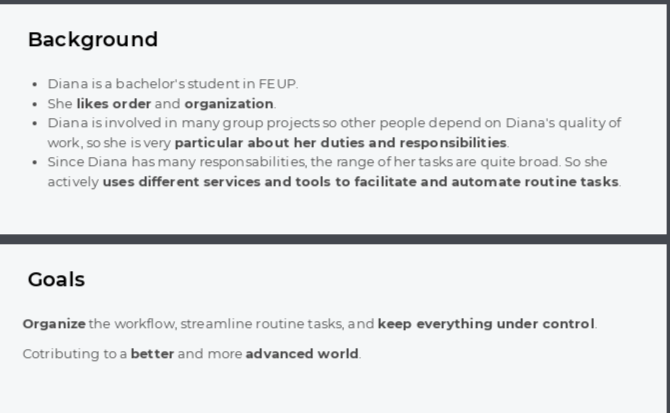 Background
• Diana is a bachelor's student in FEUP.
• She likes order and organization.
• Diana is involved in many group projects so other people depend on Diana's quality of
work, so she is very particular about her duties and responsibilities.
• Since Diana has many responsabilities, the range of her tasks are quite broad. So she
actively uses different services and tools to facilitate and automate routine tasks.
Goals
Organize the workflow, streamline routine tasks, and keep everything under control.
Cotributing to a better and more advanced world.